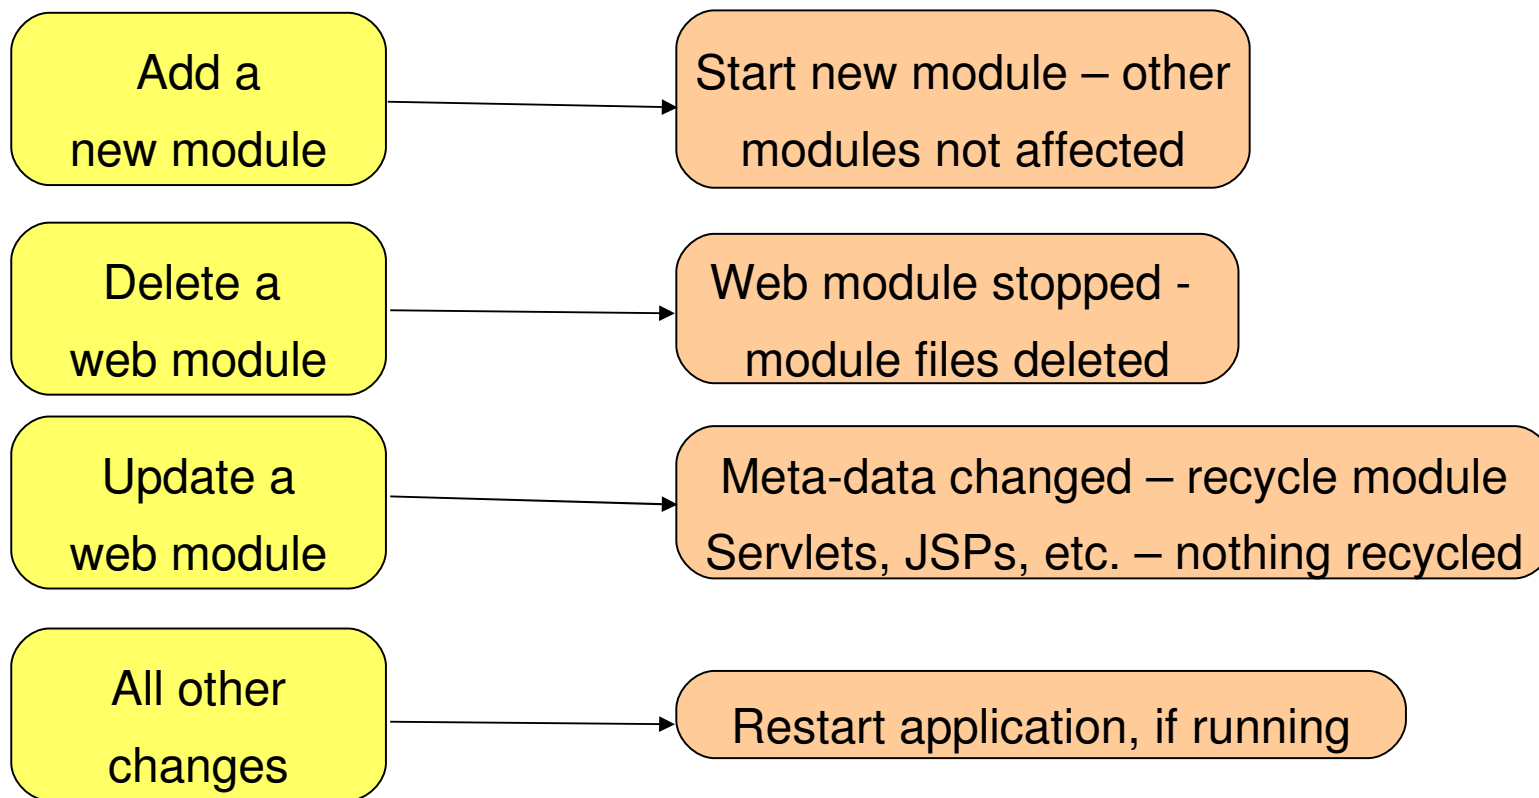 Add a
new module
Start new module – other
modules not affected
Delete a
web module
Web module stopped -
module files deleted
Update a
web module
Meta-data changed – recycle module
Servlets, JSPs, etc. – nothing recycled
All other
changes
Restart application, if running